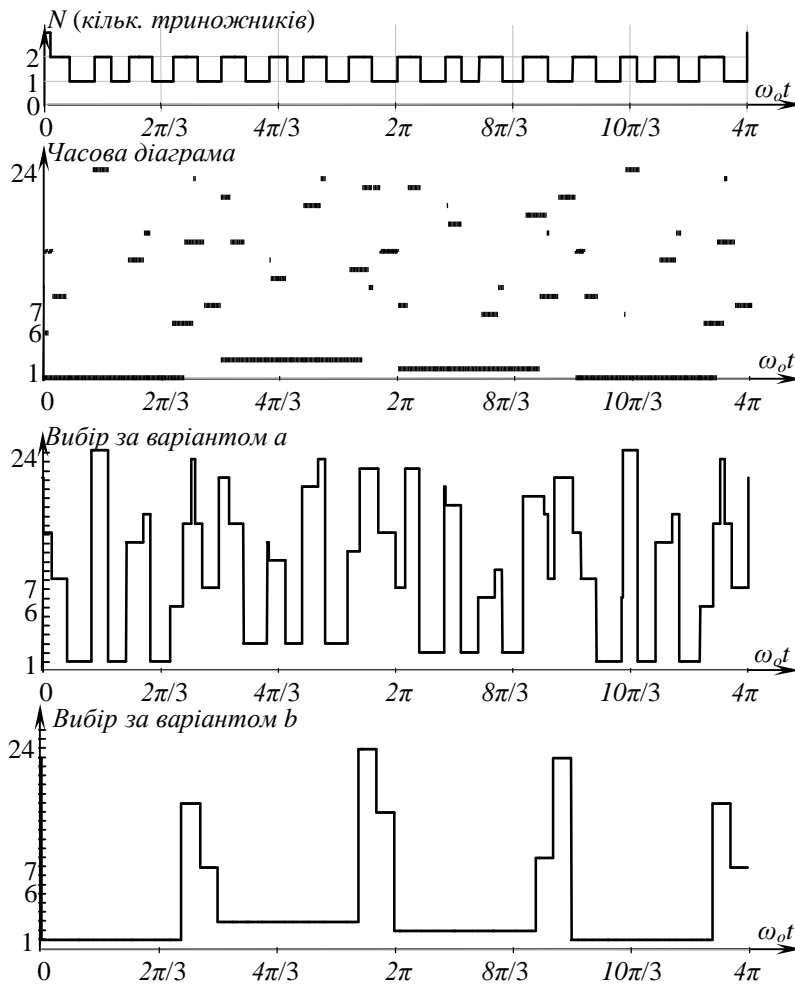 N (кільк. триножників)
2
1
0
ω₀t
0 2π/3 4π/3 2π 8π/3 10π/3 4π
Часова діаграма
24
7
6
1
ω₀t
0 2π/3 4π/3 2π 8π/3 10π/3 4π
Вибір за варіантом a
24
7
6
1
ω₀t
0 2π/3 4π/3 2π 8π/3 10π/3 4π
Вибір за варіантом b
24
7
6
1
ω₀t
0 2π/3 4π/3 2π 8π/3 10π/3 4π